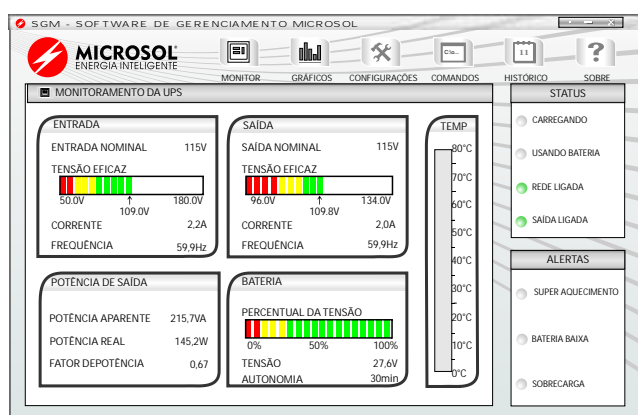 SGM - SOFTWARE DE GERENCIAMENTO MICROSOL
MICROSOL
ENERGIA INTELIGENTE
MONITOR GRÁFICOS CONFIGURAÇÕES COMANDOS HISTÓRICO SOBRE
C:\o...
11
?
MONITORAMENTO DA UPS
ENTRADA
ENTRADA NOMINAL 115V
TENSÃO EFICAZ
50.0V 180.0V
109.0V
CORRENTE 2,2A
FREQUÊNCIA 59,9Hz
SAÍDA
SAÍDA NOMINAL 115V
TENSÃO EFICAZ
96.0V 134.0V
109.8V
CORRENTE 2,0A
FREQUÊNCIA 59,9Hz
TEMP
80°C
70°C
60°C
50°C
40°C
30°C
20°C
10°C
0°C
POTÊNCIA DE SAÍDA
POTÊNCIA APARENTE 215,7VA
POTÊNCIA REAL 145,2W
FATOR DEPOTÊNCIA 0,67
BATERIA
PERCENTUAL DA TENSÃO
0% 50% 100%
TENSÃO 27,6V
AUTONOMIA 30min
STATUS
CARREGANDO
USANDO BATERIA
REDE LIGADA
SAÍDA LIGADA
ALERTAS
SUPER AQUECIMENTO
BATERIA BAIXA
SOBRECARGA